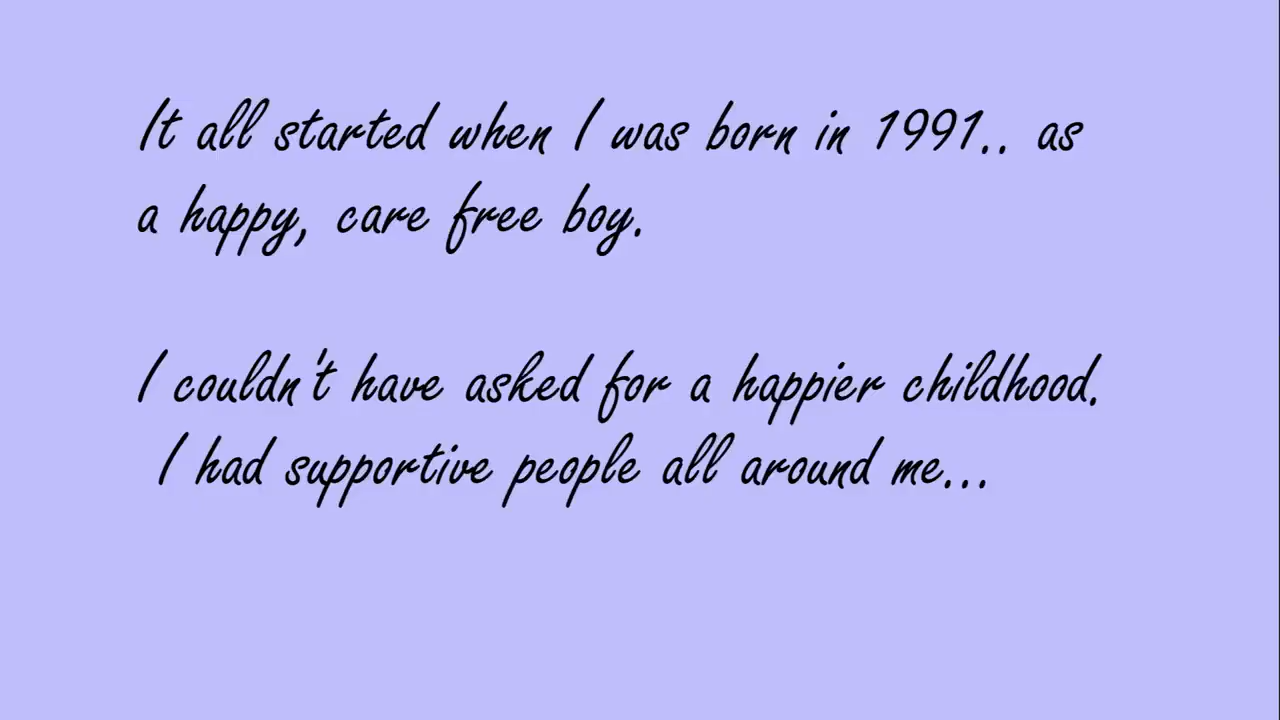 It all started when I was born in 1991.. as
a happy, care free boy.
I couldn't have asked for a happier childhood.
I had supportive people all around me...